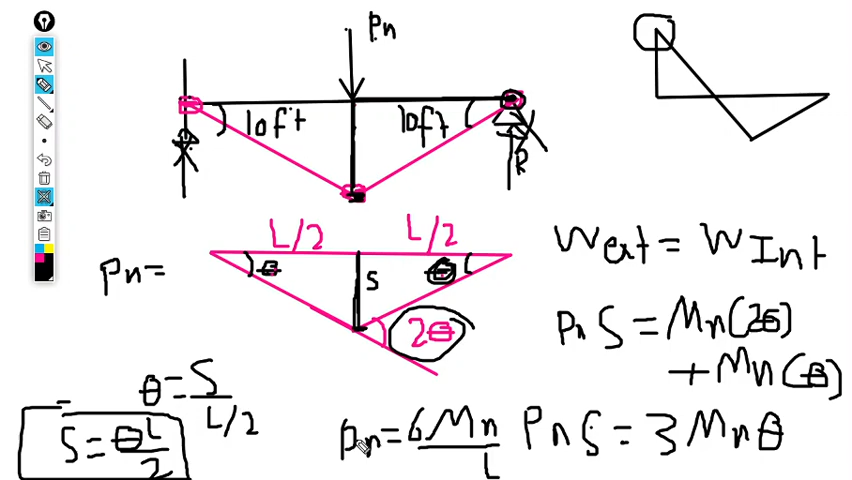 Pn
10ft 10ft
R
L/2 L/2
Wext = WInt
Pn =
θ S θ
2θ
Pn S = Mn(2θ)
+ Mn(θ)
θ = S / L/2
S = θL / 2
Pn = 6Mn / L
Pn S = 3Mnθ